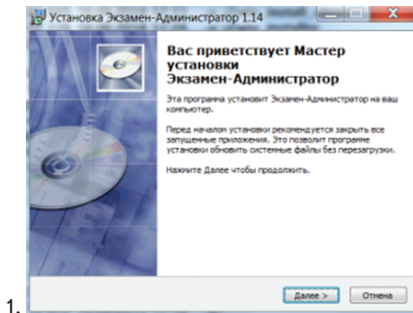 Установка Экзамен-Администратор 1.14
Вас приветствует Мастер
установки
Экзамен-Администратор
Эта программа установит Экзамен-Администратор на ваш
компьютер.
Перед началом установки рекомендуется закрыть все
запущенные приложения. Это позволит программе
установки обновить системные файлы без перезагрузки.
Нажмите Далее чтобы продолжить.
Далее >
Отмена
1.